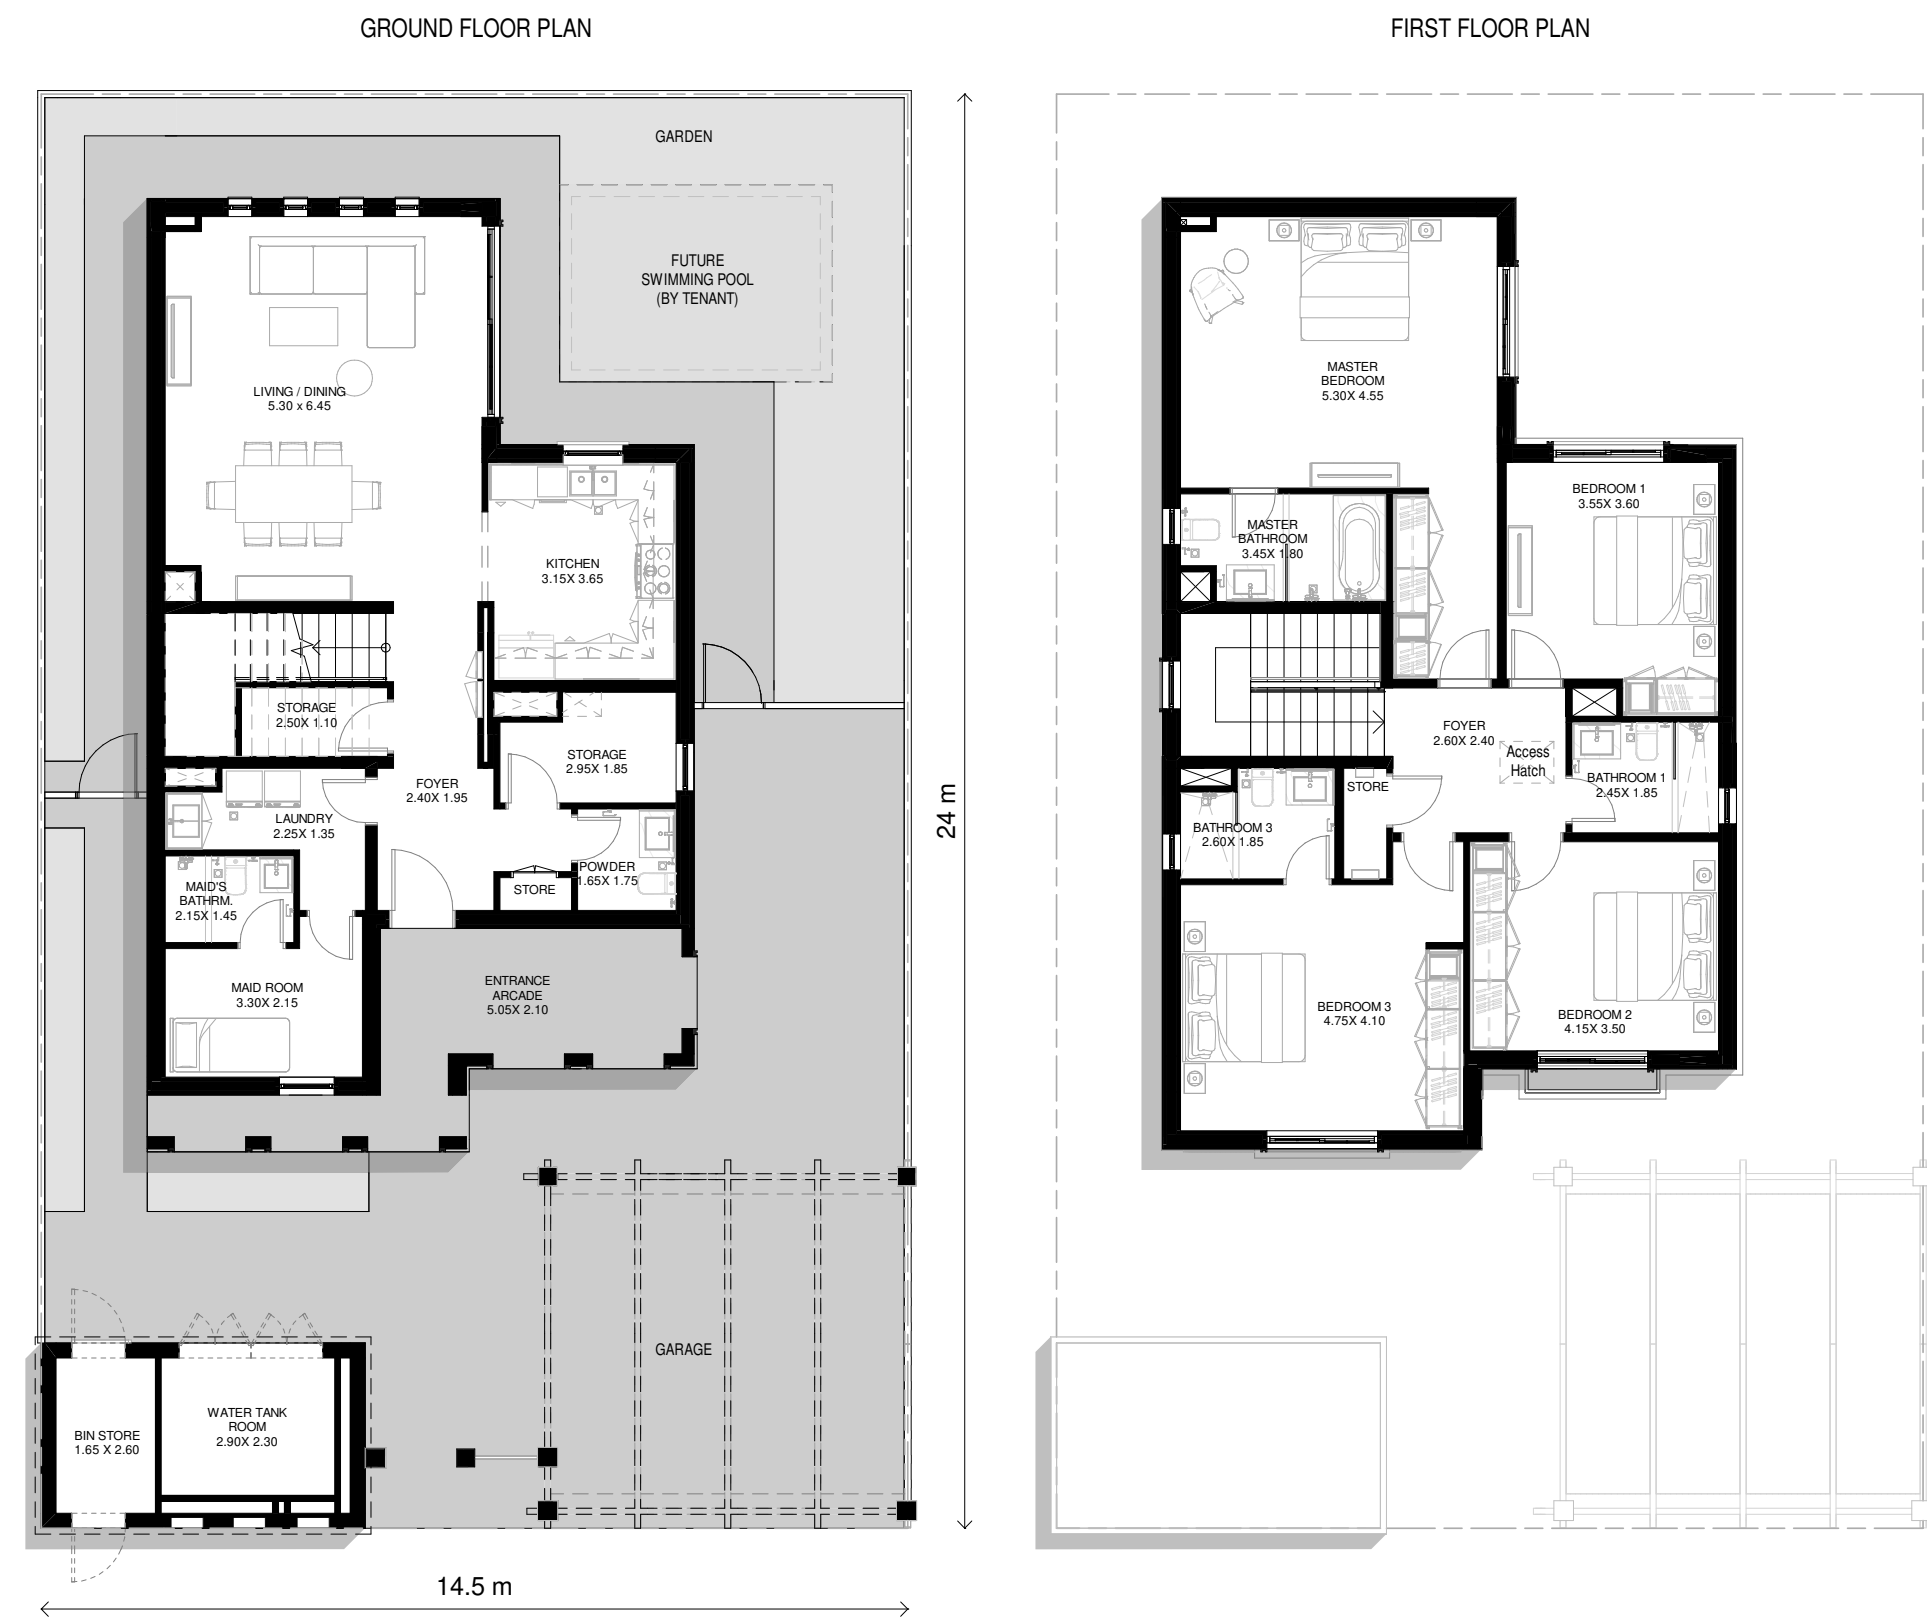 GROUND FLOOR PLAN
GARDEN
FUTURE
SWIMMING POOL
(BY TENANT)
LIVING / DINING
5.30 x 6.45
KITCHEN
3.15X 3.65
STORAGE
2.50X 1.10
STORAGE
2.95X 1.85
FOYER
2.40X 1.95
LAUNDRY
2.25X 1.35
POWDER
1.65X 1.75
STORE
MAID'S
BATHRM.
2.15X 1.45
MAID ROOM
3.30X 2.15
ENTRANCE
ARCADE
5.05X 2.10
GARAGE
BIN STORE
1.65 X 2.60
WATER TANK
ROOM
2.90X 2.30
24 m
14.5 m
FIRST FLOOR PLAN
MASTER
BEDROOM
5.30X 4.55
BEDROOM 1
3.55X 3.60
MASTER
BATHROOM
3.45X 1.80
FOYER
2.60X 2.40
Access
Hatch
BATHROOM 1
2.45X 1.85
STORE
BATHROOM 3
2.60X 1.85
BEDROOM 3
4.75X 4.10
BEDROOM 2
4.15X 3.50